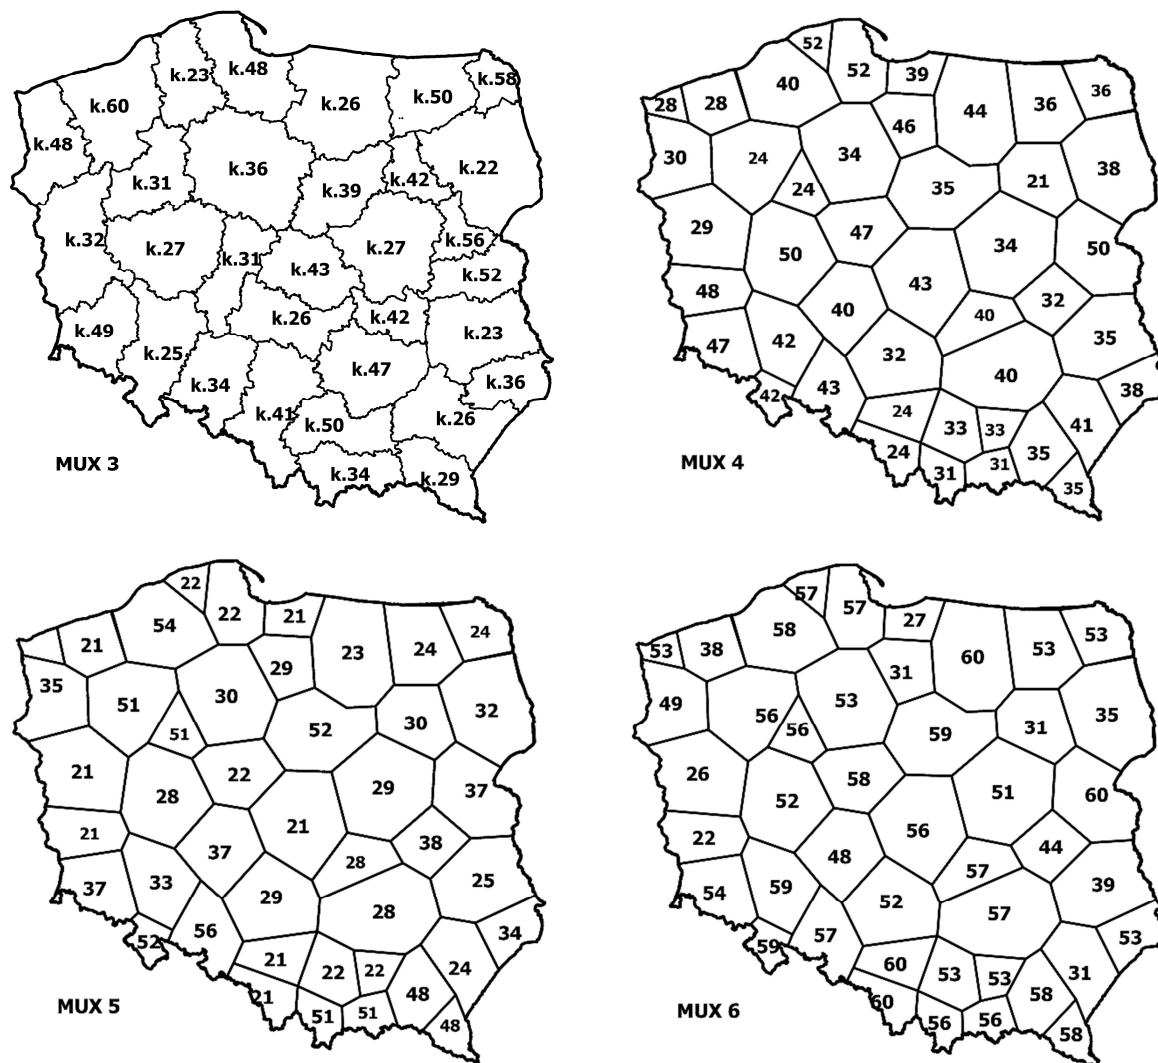 k.23 k.48
k.60 k.26 k.50 k.58
k.48
k.31 k.36 k.39 k.42 k.22
k.32 k.27 k.31 k.43 k.27 k.56
k.52
k.49 k.25 k.26 k.42 k.23
k.34 k.47 k.36
k.41 k.50 k.26
MUX 3 k.34 k.29
52 52 39
28 28 40 44 36 36
46
30 24 34 24 35 21 38
29 50 47 34 50
48 40 43 40 32
47 42 32 35
42 43 40 38
24 33 33 41
MUX 4 24 31 31 35 35
22 22 21
21 54 23 24 24
29
35 51 30 51 52 30 32
21 28 22 29 37
21 37 21 28 38
37 33 29 28 25
52 56 34
21 22 22 24
MUX 5 21 51 51 48 48
57 57 27
53 38 58 60 53 53
31
49 56 53 56 59 31 35
26 52 58 51 60
22 48 56 57 44
54 59 52 57 39
59 57 53
60 53 53 31
MUX 6 60 56 56 58 58